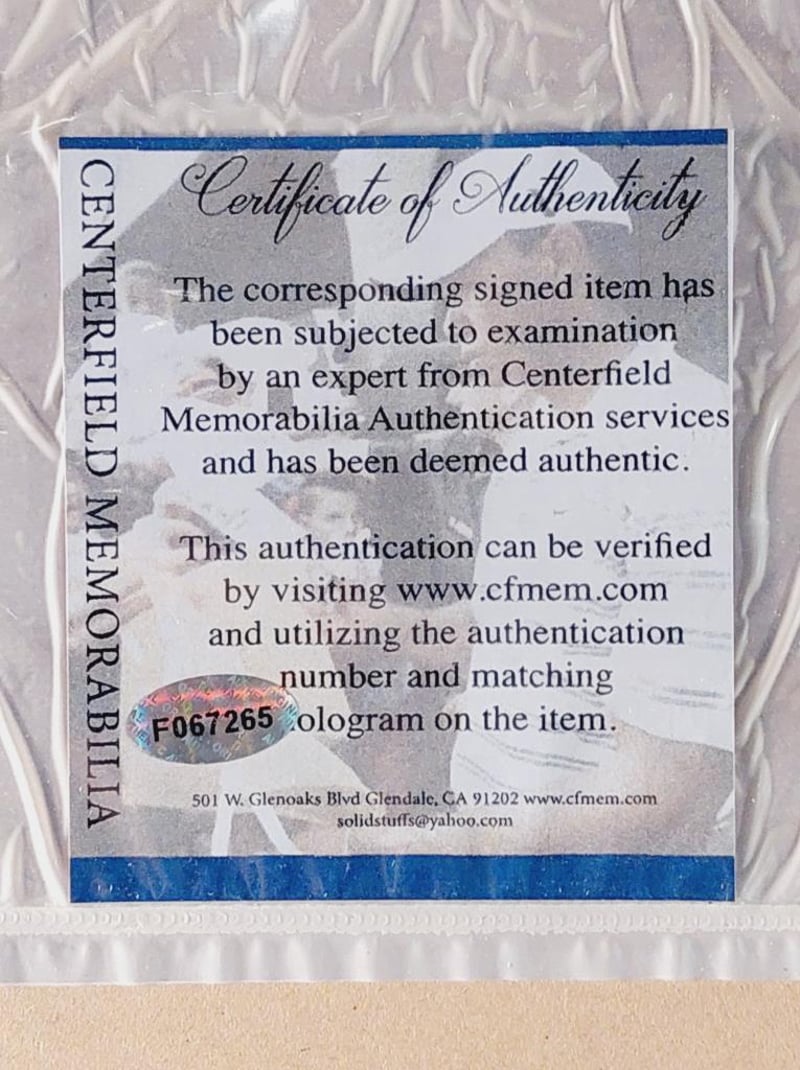 Certificate of Authenticity
CENTERFIELD MEMORABILIA
The corresponding signed item has
been subjected to examination
by an expert from Centerfield
Memorabilia Authentication services
and has been deemed authentic.
This authentication can be verified
by visiting www.cfmem.com
and utilizing the authentication
number and matching
F067265 ologram on the item.
501 W. Glenoaks Blvd Glendale, CA 91202 www.cfmem.com
solidstuffs@yahoo.com